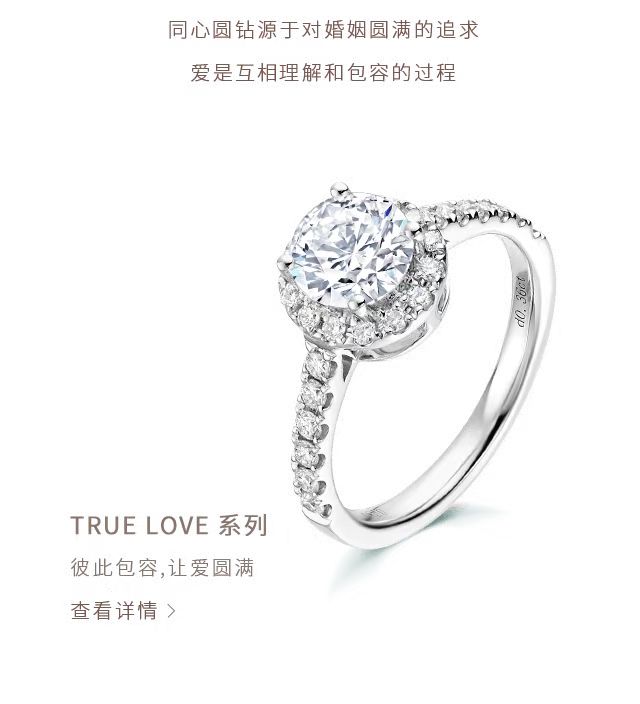 同心圆钻源于对婚姻圆满的追求
爱是互相理解和包容的过程
d0.30ct
TRUE LOVE 系列
彼此包容,让爱圆满
查看详情 >